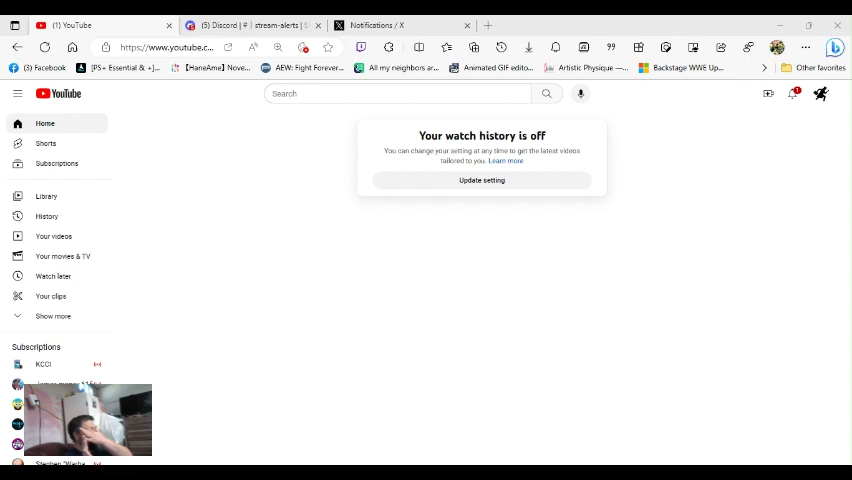 (1) YouTube
(5) Discord | # | stream-alerts | S
Notifications / X
https://www.youtube.c...
(3) Facebook
[PS+ Essential & +]...
【HaneAme】Nove...
AEW: Fight Forever...
All my neighbors ar...
Animated GIF edito...
Artistic Physique —...
Backstage WWE Up...
Other favorites
YouTube
Search
1
Home
Shorts
Subscriptions
Library
History
Your videos
Your movies & TV
Watch later
Your clips
Show more
Subscriptions
KCCI
Your watch history is off
You can change your setting at any time to get the latest videos
tailored to you. Learn more
Update setting